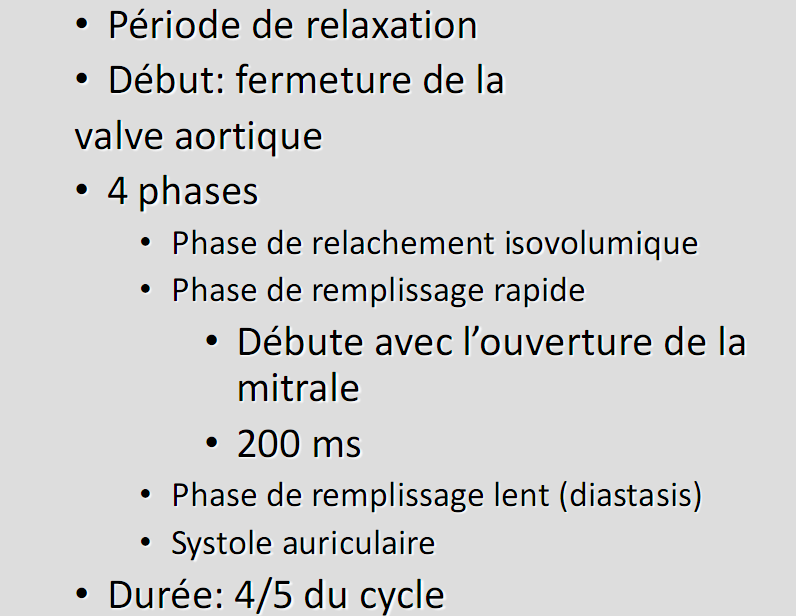 • Période de relaxation
• Début: fermeture de la
valve aortique
• 4 phases
• Phase de relachement isovolumique
• Phase de remplissage rapide
• Débute avec l’ouverture de la
mitrale
• 200 ms
• Phase de remplissage lent (diastasis)
• Systole auriculaire
• Durée: 4/5 du cycle